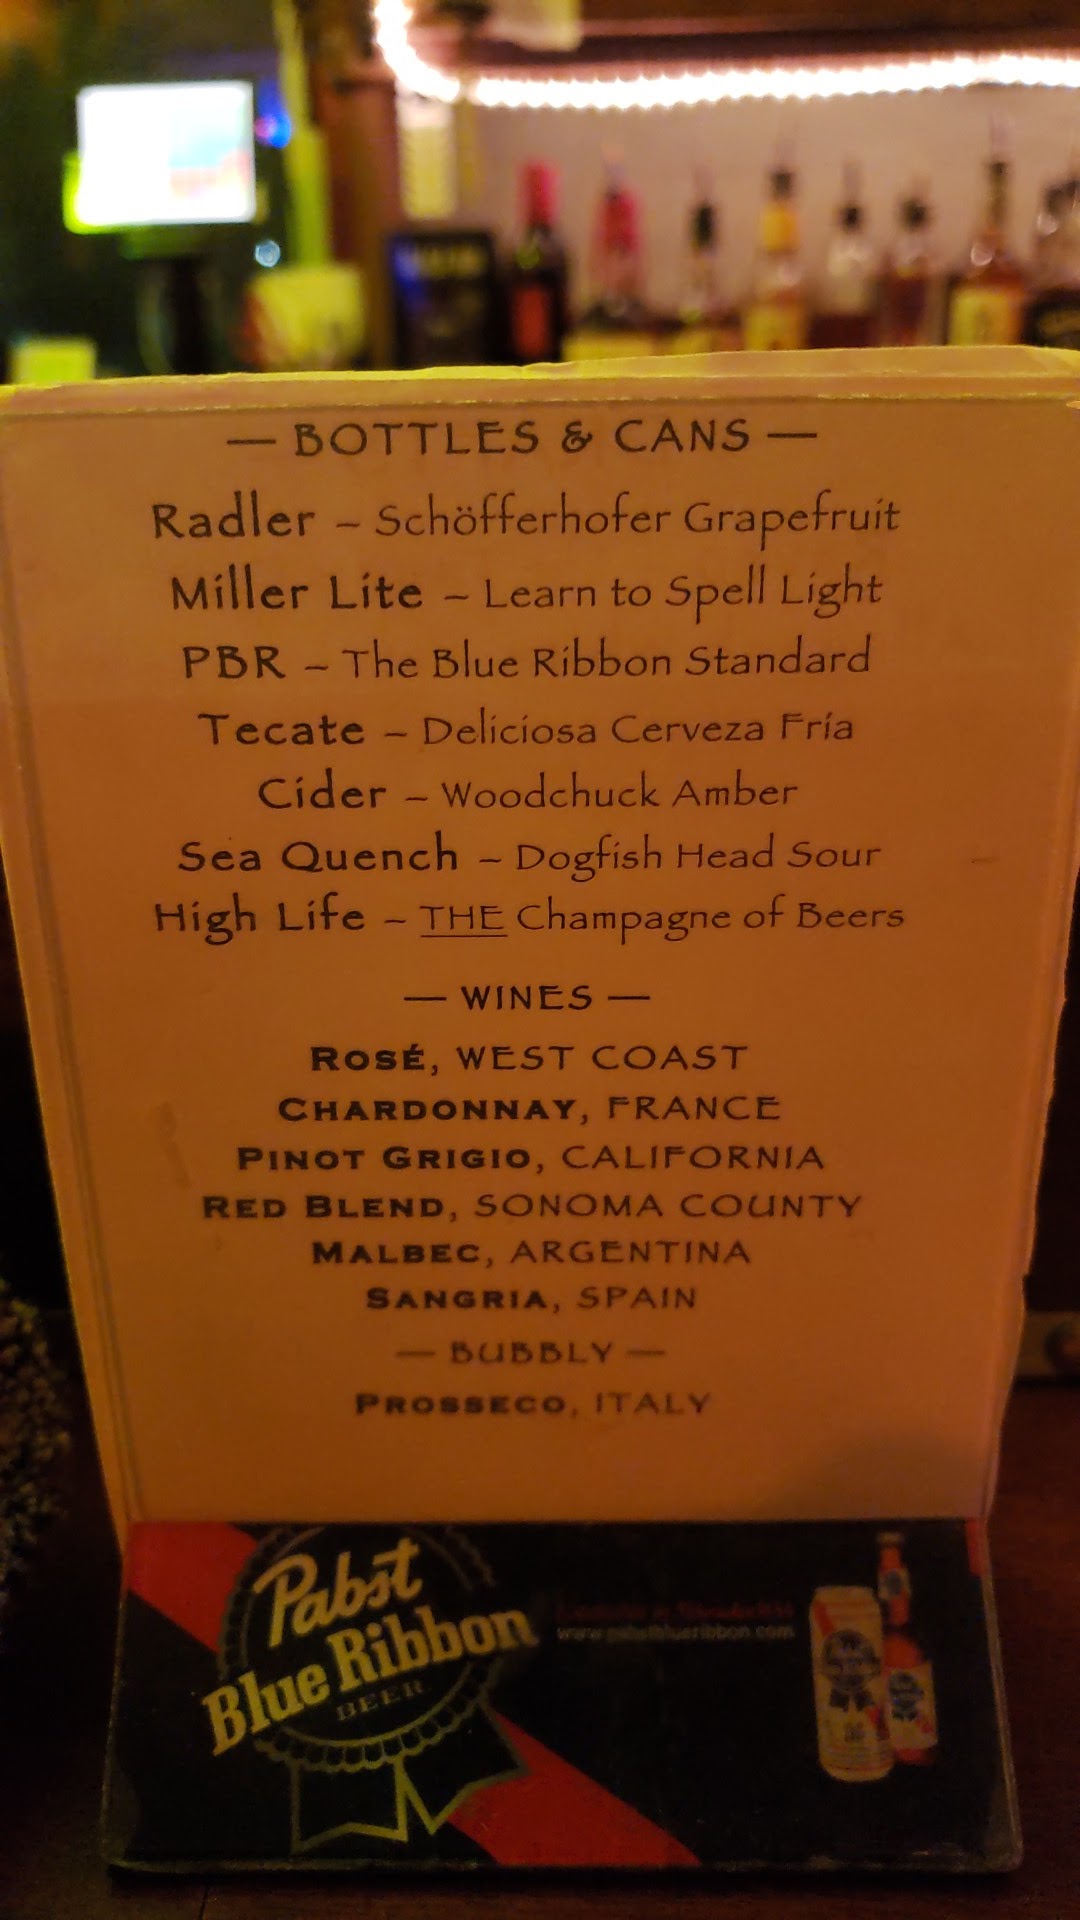 — BOTTLES & CANS —
Radler – Schöfferhofer Grapefruit
Miller Lite – Learn to Spell Light
PBR – The Blue Ribbon Standard
Tecate – Deliciosa Cerveza Fría
Cider – Woodchuck Amber
Sea Quench – Dogfish Head Sour
High Life – THE Champagne of Beers
— WINES —
ROSÉ, WEST COAST
CHARDONNAY, FRANCE
PINOT GRIGIO, CALIFORNIA
RED BLEND, SONOMA COUNTY
MALBEC, ARGENTINA
SANGRIA, SPAIN
— BUBBLY —
PROSSECO, ITALY
Pabst
Blue Ribbon
BEER
www.pabstblueribbon.com